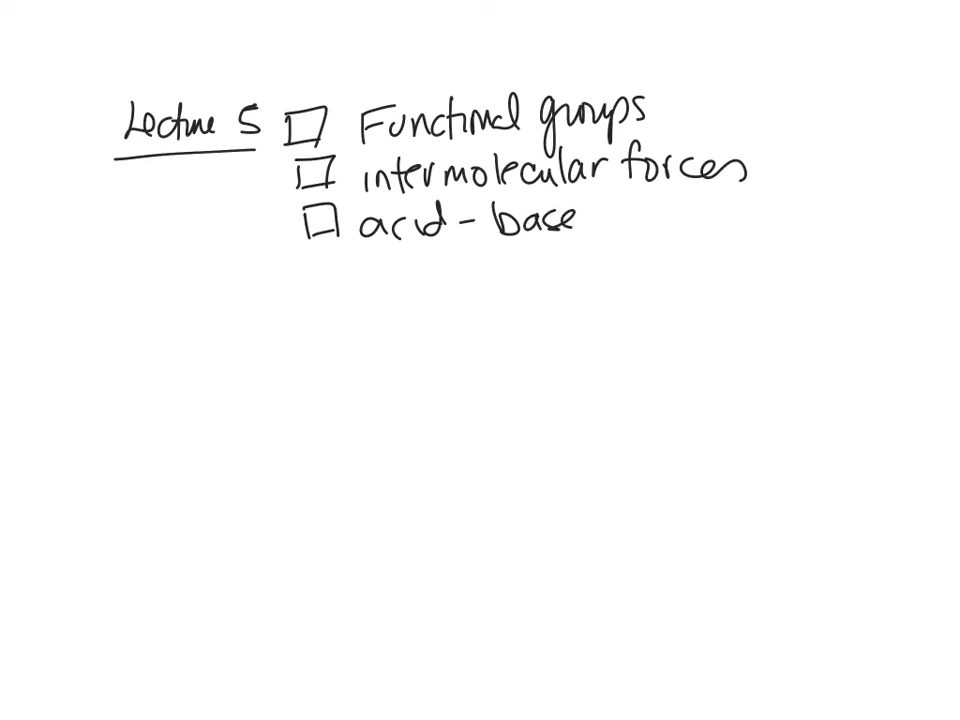 Lecture 5 □ Functional groups
□ intermolecular forces
□ acid - base